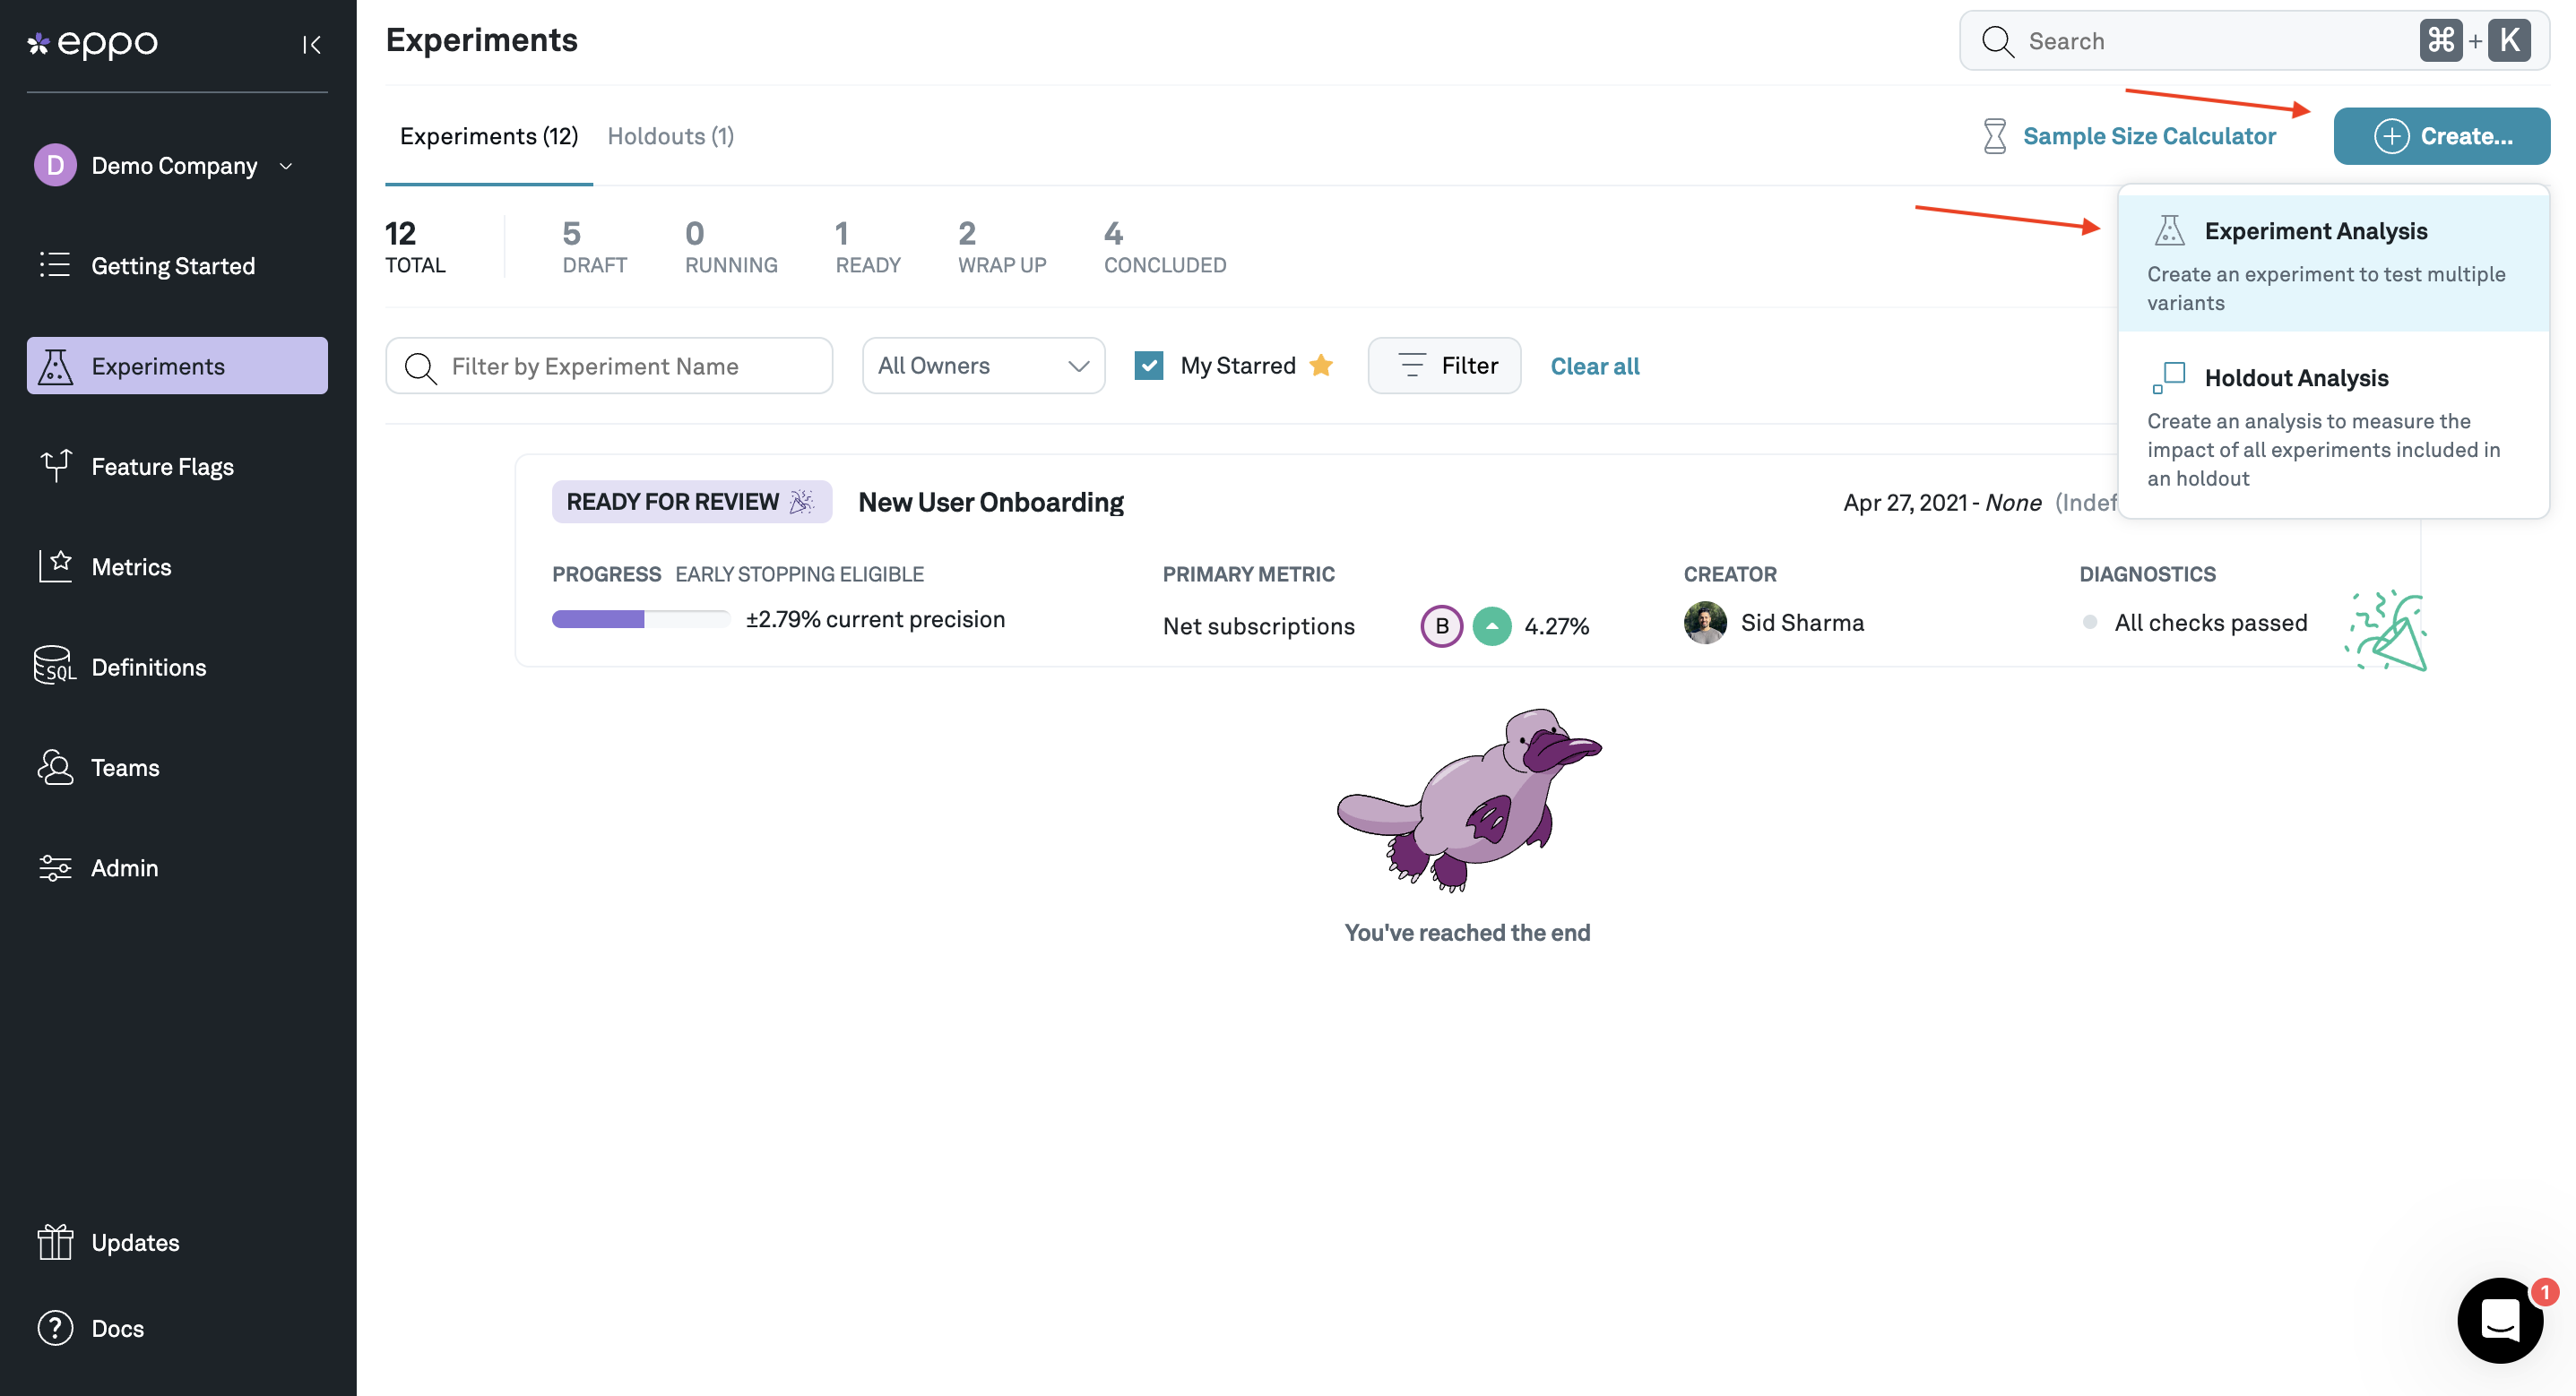 eppo
Demo Company
Getting Started
Experiments
Feature Flags
Metrics
SQL
Definitions
Teams
Admin
Updates
? Docs
Experiments
Search
⌘ + K
Experiments (12) Holdouts (1)
Sample Size Calculator
Create...
12 5 0 1 2 4
TOTAL DRAFT RUNNING READY WRAP UP CONCLUDED
Experiment Analysis
Create an experiment to test multiple
variants
Holdout Analysis
Create an analysis to measure the
impact of all experiments included in
an holdout
Filter by Experiment Name All Owners My Starred Filter Clear all
READY FOR REVIEW New User Onboarding Apr 27, 2021 - None (Indef
PROGRESS EARLY STOPPING ELIGIBLE PRIMARY METRIC CREATOR DIAGNOSTICS
±2.79% current precision Net subscriptions B 4.27% Sid Sharma All checks passed
You've reached the end
1
D